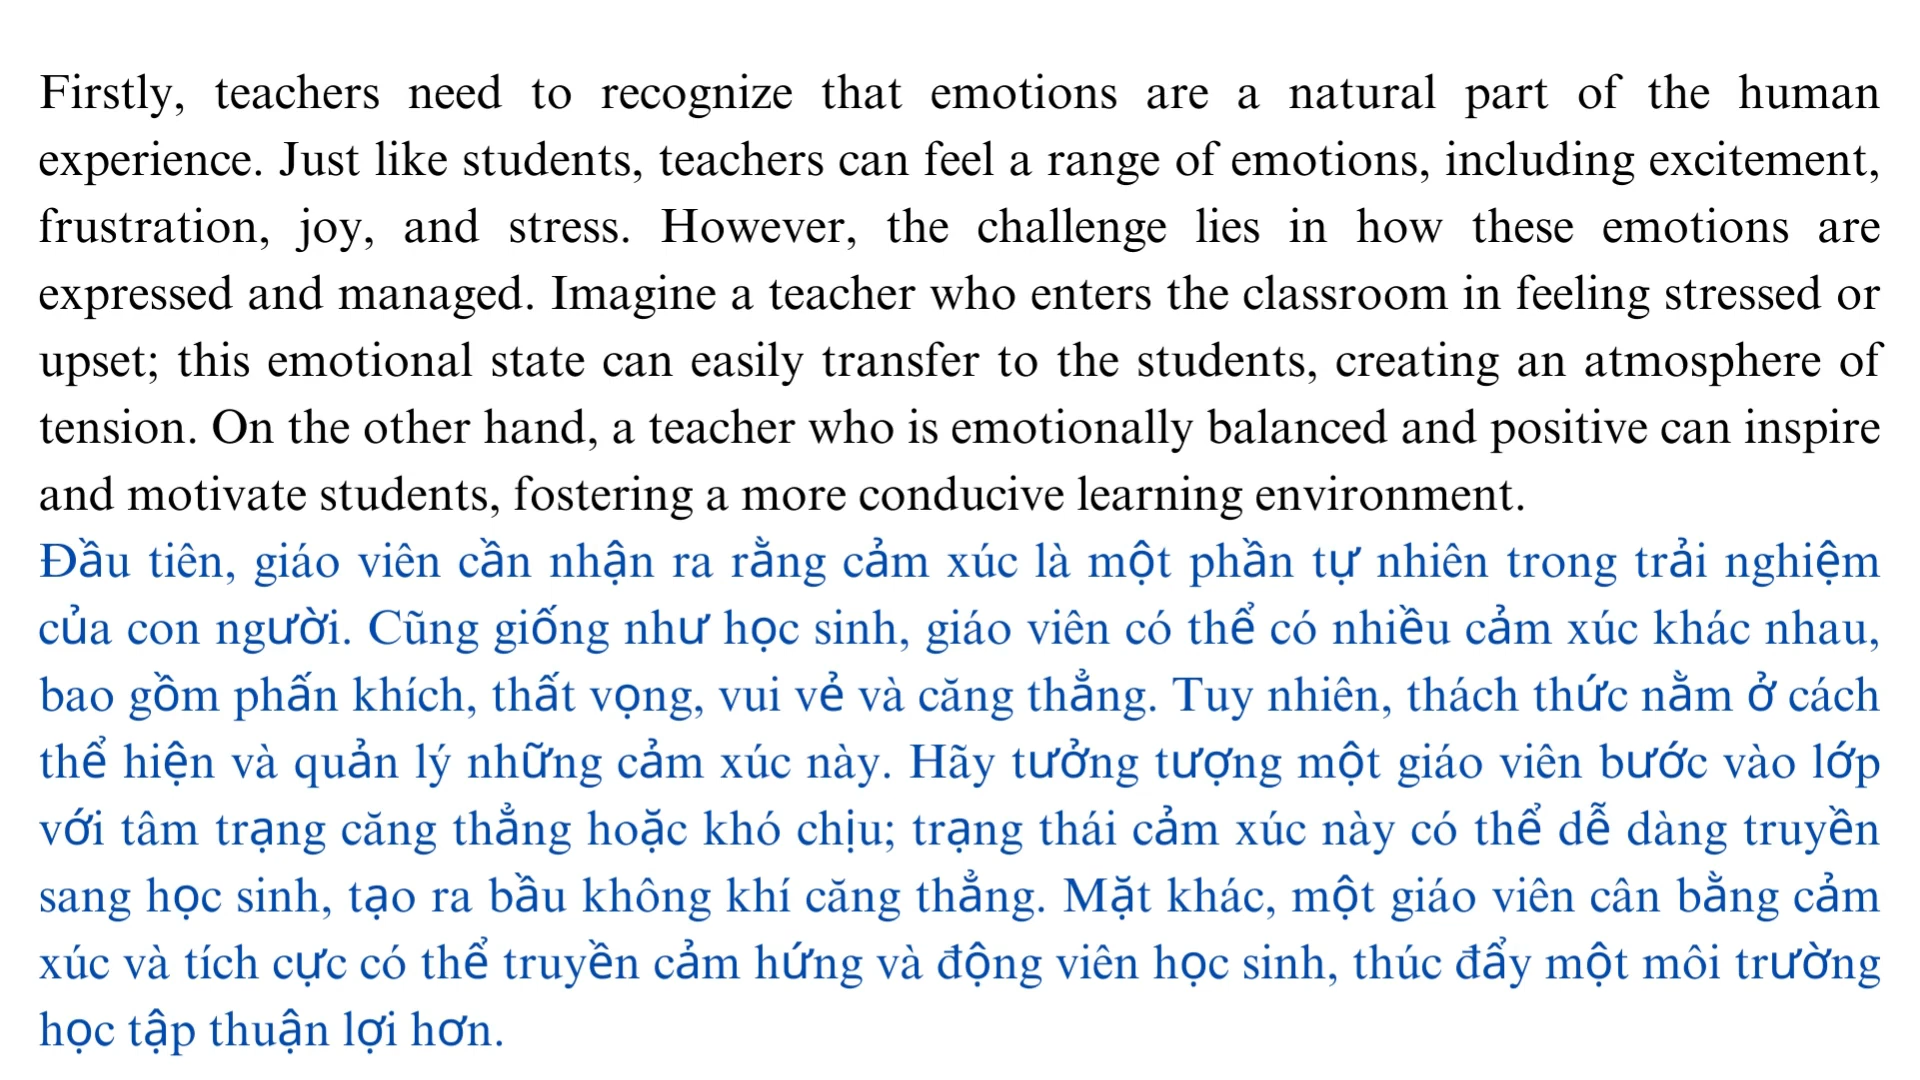 Firstly, teachers need to recognize that emotions are a natural part of the human
experience. Just like students, teachers can feel a range of emotions, including excitement,
frustration, joy, and stress. However, the challenge lies in how these emotions are
expressed and managed. Imagine a teacher who enters the classroom in feeling stressed or
upset; this emotional state can easily transfer to the students, creating an atmosphere of
tension. On the other hand, a teacher who is emotionally balanced and positive can inspire
and motivate students, fostering a more conducive learning environment.
Đầu tiên, giáo viên cần nhận ra rằng cảm xúc là một phần tự nhiên trong trải nghiệm
của con người. Cũng giống như học sinh, giáo viên có thể có nhiều cảm xúc khác nhau,
bao gồm phấn khích, thất vọng, vui vẻ và căng thẳng. Tuy nhiên, thách thức nằm ở cách
thể hiện và quản lý những cảm xúc này. Hãy tưởng tượng một giáo viên bước vào lớp
với tâm trạng căng thẳng hoặc khó chịu; trạng thái cảm xúc này có thể dễ dàng truyền
sang học sinh, tạo ra bầu không khí căng thẳng. Mặt khác, một giáo viên cân bằng cảm
xúc và tích cực có thể truyền cảm hứng và động viên học sinh, thúc đẩy một môi trường
học tập thuận lợi hơn.